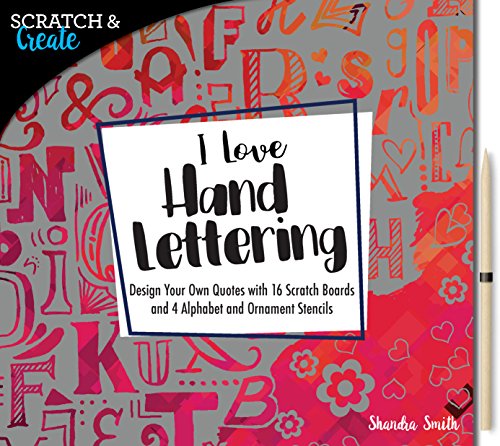 SCRATCH &
Create
I Love
Hand
Lettering
Design Your Own Quotes with 16 Scratch Boards
and 4 Alphabet and Ornament Stencils
Shandra Smith